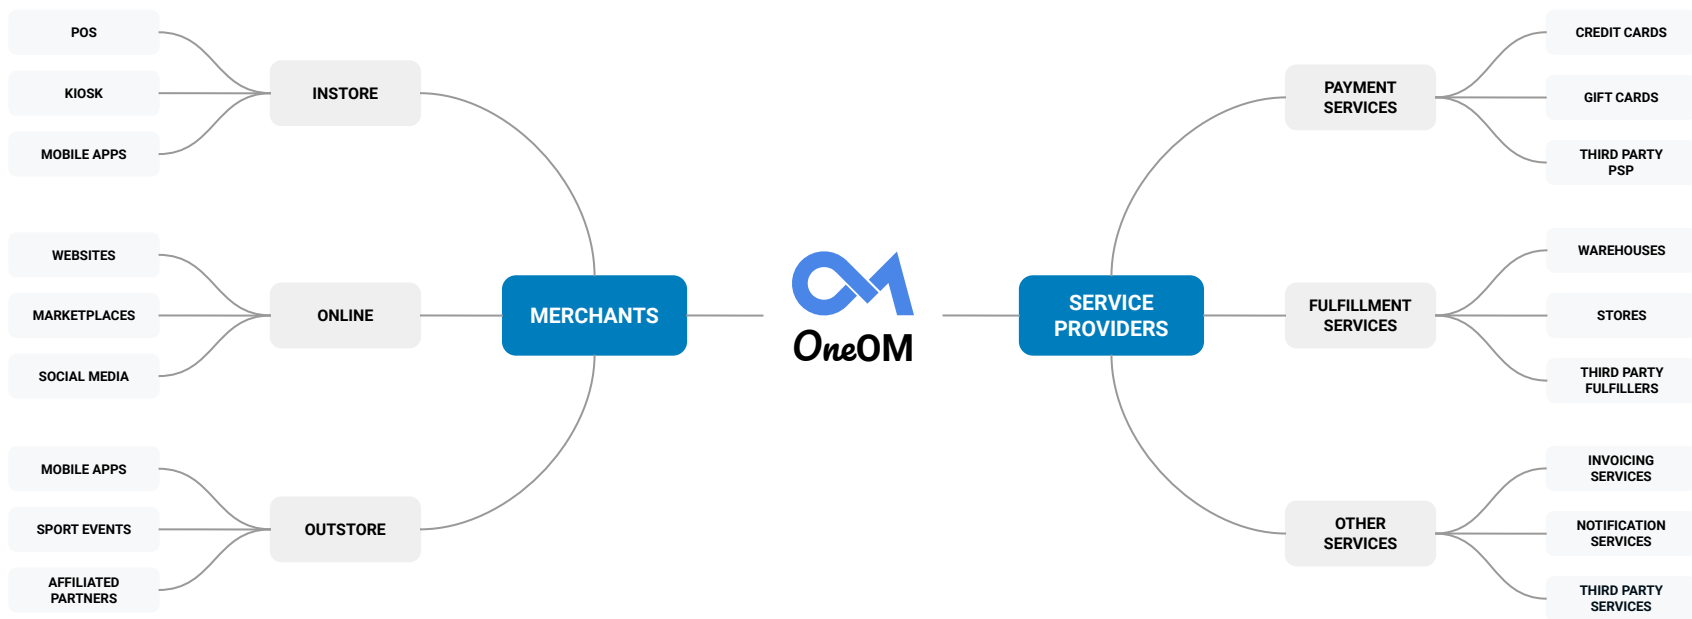 POS
KIOSK
MOBILE APPS
INSTORE
WEBSITES
MARKETPLACES
SOCIAL MEDIA
ONLINE
MOBILE APPS
SPORT EVENTS
AFFILIATED
PARTNERS
OUTSTORE
MERCHANTS
OneOM
SERVICE
PROVIDERS
PAYMENT
SERVICES
CREDIT CARDS
GIFT CARDS
THIRD PARTY
PSP
FULFILLMENT
SERVICES
WAREHOUSES
STORES
THIRD PARTY
FULFILLERS
OTHER
SERVICES
INVOICING
SERVICES
NOTIFICATION
SERVICES
THIRD PARTY
SERVICES